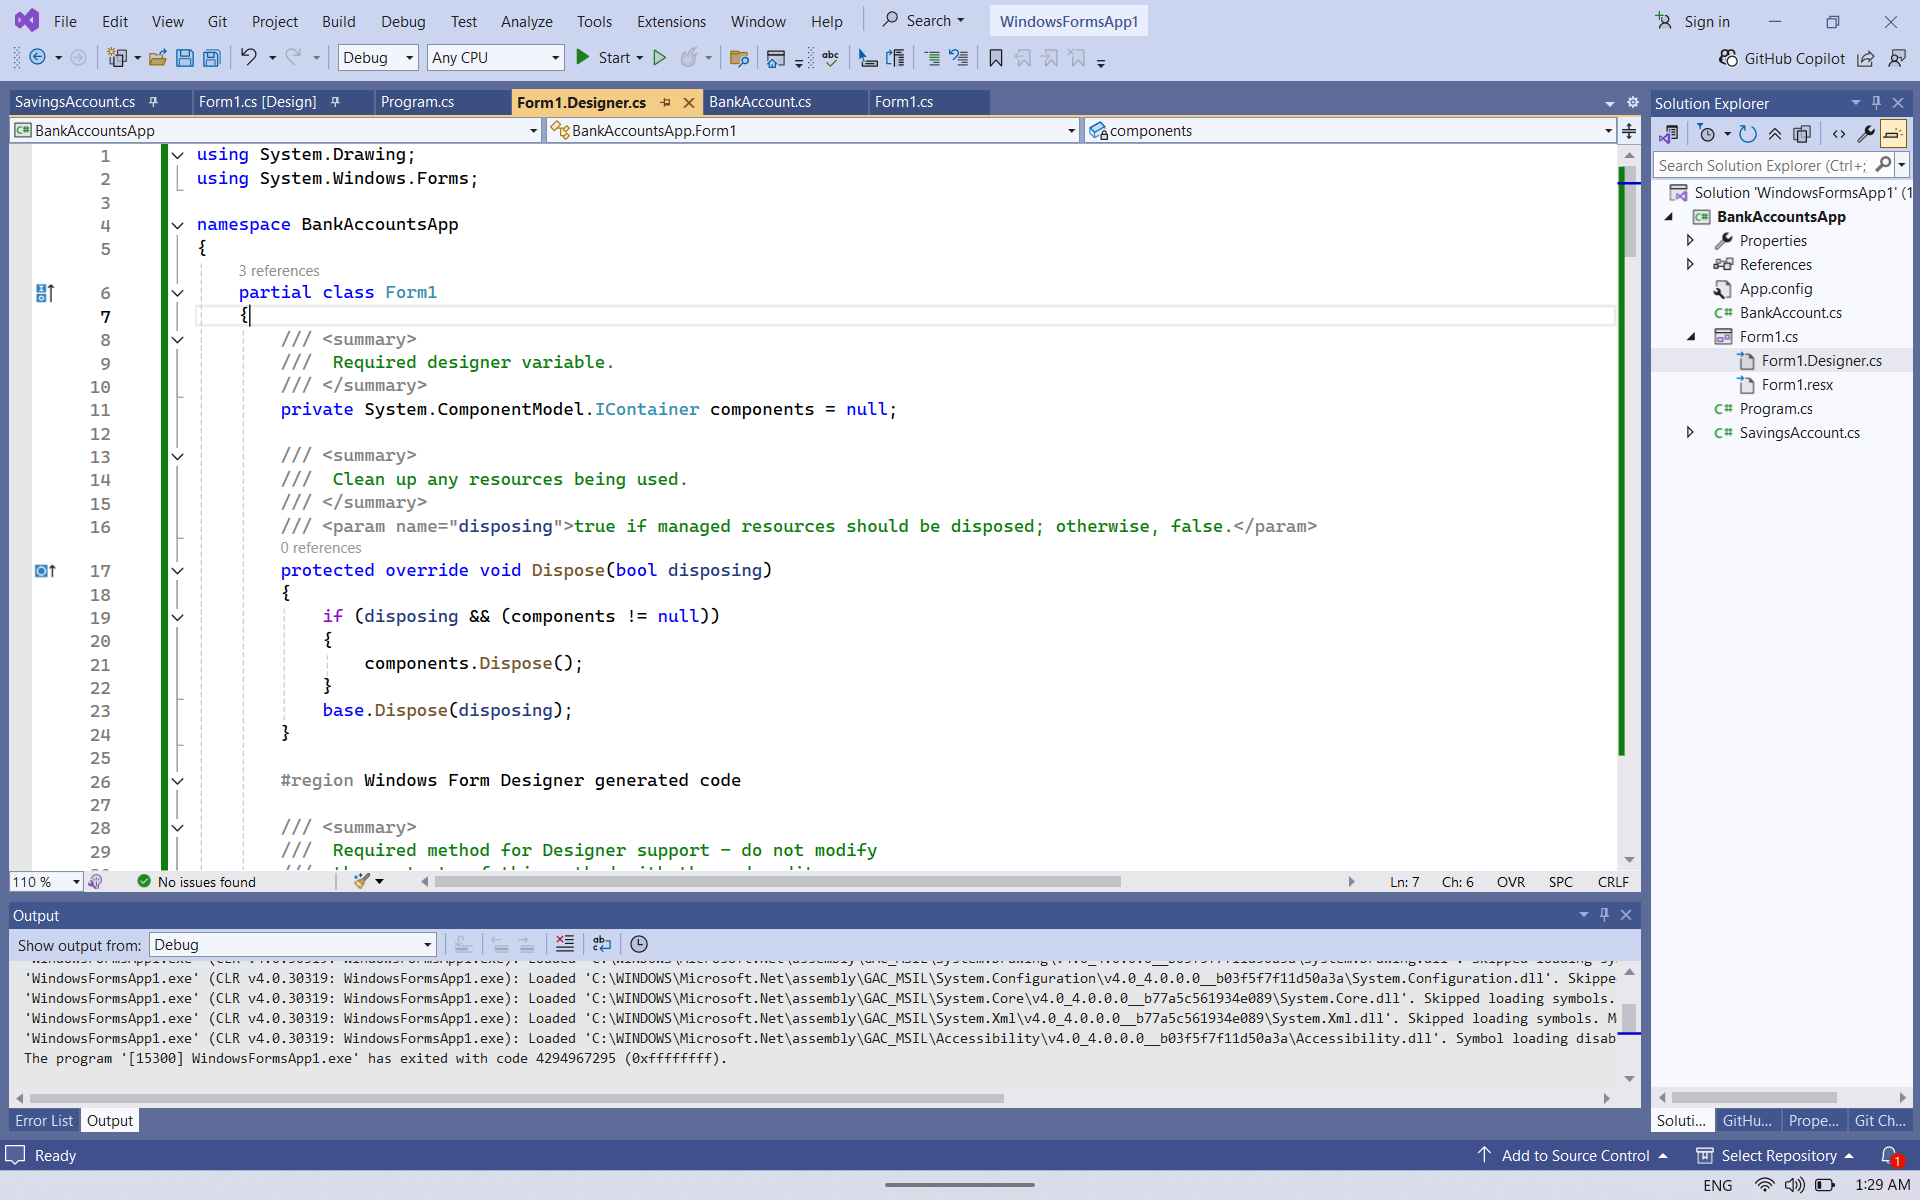 File Edit View Git Project Build Debug Test Analyze Tools Extensions Window Help Search WindowsFormsApp1 Sign in
Debug Any CPU Start GitHub Copilot
SavingsAccount.cs Form1.cs [Design] Program.cs Form1.Designer.cs BankAccount.cs Form1.cs
BankAccountsApp BankAccountsApp.Form1 components
1 using System.Drawing;
2 using System.Windows.Forms;
3
4 namespace BankAccountsApp
5 {
3 references
6 partial class Form1
7 {
8 /// <summary>
9 /// Required designer variable.
10 /// </summary>
11 private System.ComponentModel.IContainer components = null;
12
13 /// <summary>
14 /// Clean up any resources being used.
15 /// </summary>
16 /// <param name="disposing">true if managed resources should be disposed; otherwise, false.</param>
0 references
17 protected override void Dispose(bool disposing)
18 {
19 if (disposing && (components != null))
20 {
21 components.Dispose();
22 }
23 base.Dispose(disposing);
24 }
25
26 #region Windows Form Designer generated code
27
28 /// <summary>
29 /// Required method for Designer support - do not modify
110 % No issues found Ln: 7 Ch: 6 OVR SPC CRLF
Output
Show output from: Debug
'WindowsFormsApp1.exe' (CLR v4.0.30319: WindowsFormsApp1.exe): Loaded 'C:\WINDOWS\Microsoft.Net\assembly\GAC_MSIL\System.Configuration\v4.0_4.0.0.0__b03f5f7f11d50a3a\System.Configuration.dll'. Skippe
'WindowsFormsApp1.exe' (CLR v4.0.30319: WindowsFormsApp1.exe): Loaded 'C:\WINDOWS\Microsoft.Net\assembly\GAC_MSIL\System.Core\v4.0_4.0.0.0__b77a5c561934e089\System.Core.dll'. Skipped loading symbols.
'WindowsFormsApp1.exe' (CLR v4.0.30319: WindowsFormsApp1.exe): Loaded 'C:\WINDOWS\Microsoft.Net\assembly\GAC_MSIL\System.Xml\v4.0_4.0.0.0__b77a5c561934e089\System.Xml.dll'. Skipped loading symbols. M
'WindowsFormsApp1.exe' (CLR v4.0.30319: WindowsFormsApp1.exe): Loaded 'C:\WINDOWS\Microsoft.Net\assembly\GAC_MSIL\Accessibility\v4.0_4.0.0.0__b03f5f7f11d50a3a\Accessibility.dll'. Symbol loading disab
The program '[15300] WindowsFormsApp1.exe' has exited with code 4294967295 (0xffffffff).
Error List Output
Solution Explorer
Search Solution Explorer (Ctrl+;
Solution 'WindowsFormsApp1' (1
BankAccountsApp
Properties
References
App.config
BankAccount.cs
Form1.cs
Form1.Designer.cs
Form1.resx
Program.cs
SavingsAccount.cs
Soluti... GitHu... Prope... Git Ch...
Ready Add to Source Control Select Repository 1
ENG 1:29 AM